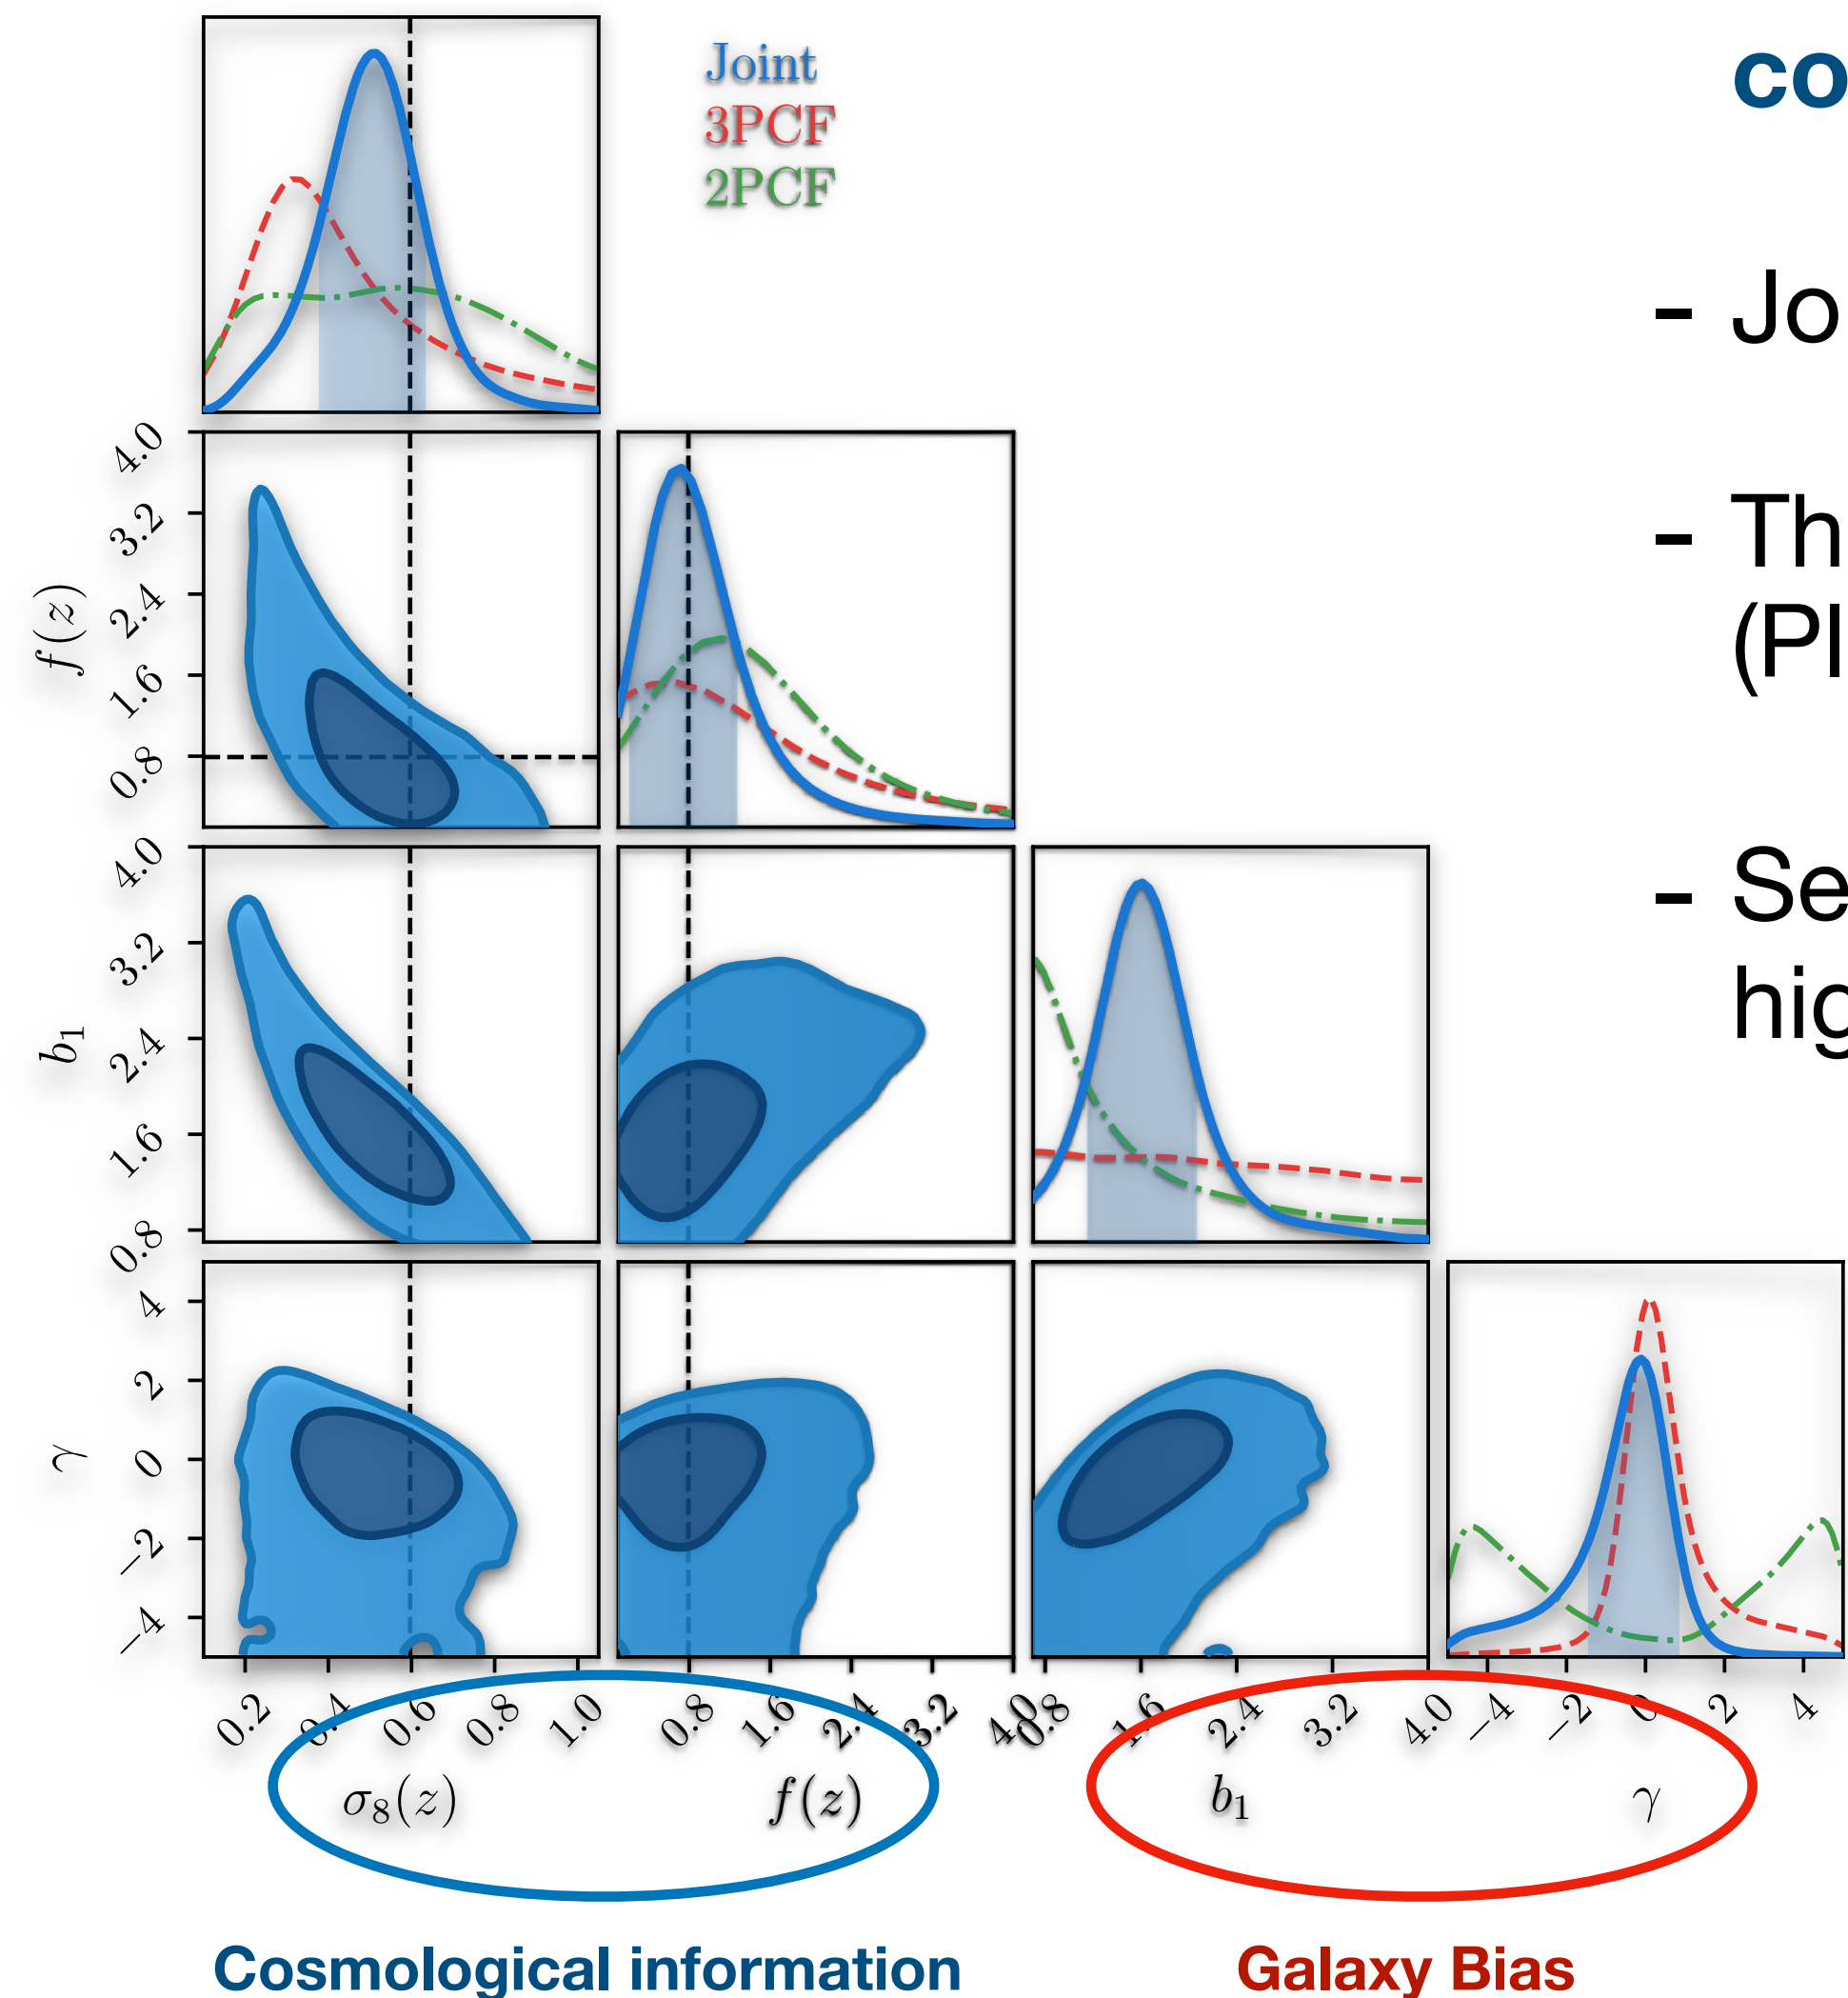 Joint
3PCF
2PCF
co
- Jo
- Th
(Pl
- Se
hig
4.0
3.2
2.4
1.6
0.8
f(z)
4.0
3.2
2.4
1.6
0.8
b₁
4
2
0
−2
−4
γ
0.2 0.4 0.6 0.8 1.0 0.8 1.6 2.4 3.2 4.0 0.8 1.6 2.4 3.2 4.0 −4 −2 0 2 4
σ₈(z) f(z) b₁ γ
Cosmological information Galaxy Bias